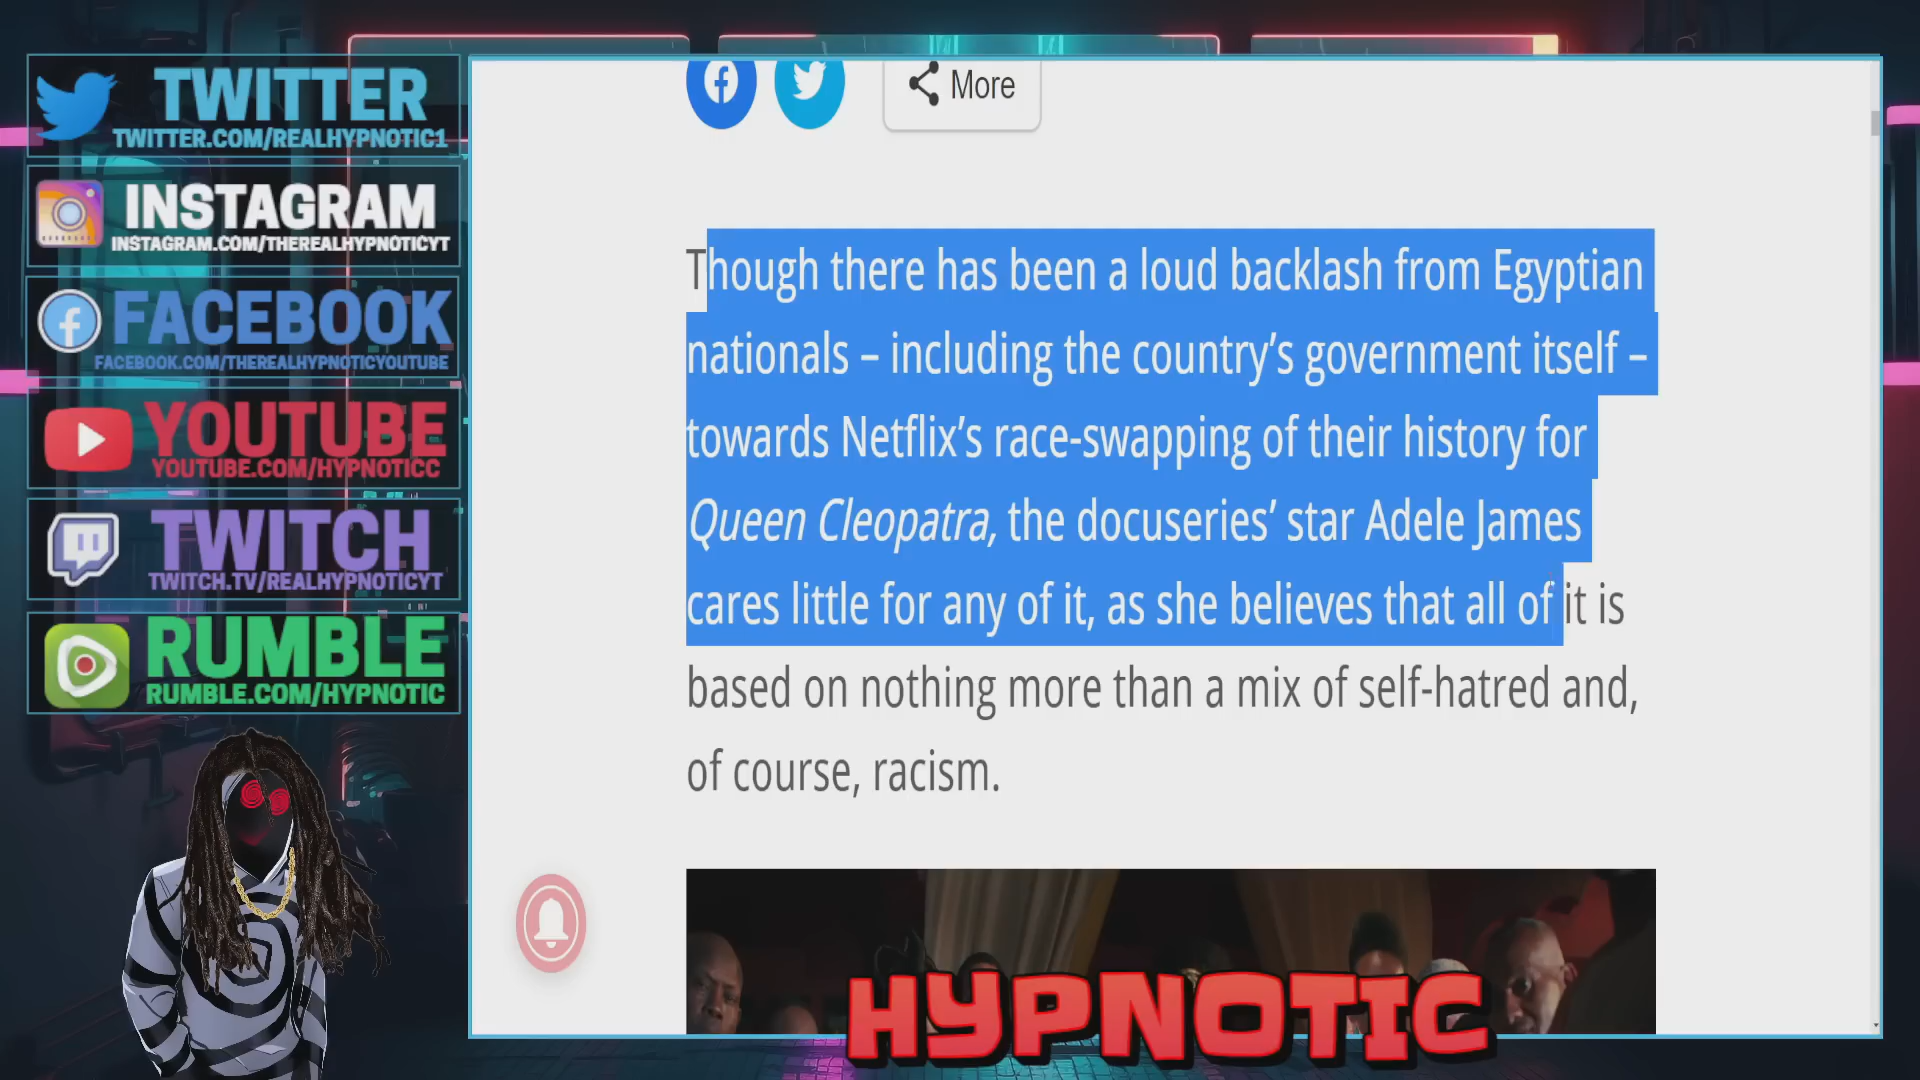 TWITTER
TWITTER.COM/REALHYPNOTIC1
INSTAGRAM
INSTAGRAM.COM/THEREALHYPNOTICYT
FACEBOOK
FACEBOOK.COM/THEREALHYPNOTICYOUTUBE
YOUTUBE
YOUTUBE.COM/HYPNOTICC
TWITCH
TWITCH.TV/REALHYPNOTICYT
RUMBLE
RUMBLE.COM/HYPNOTIC
More
Though there has been a loud backlash from Egyptian
nationals – including the country’s government itself –
towards Netflix’s race-swapping of their history for
Queen Cleopatra, the docuseries’ star Adele James
cares little for any of it, as she believes that all of it is
based on nothing more than a mix of self-hatred and,
of course, racism.
HYPNOTIC